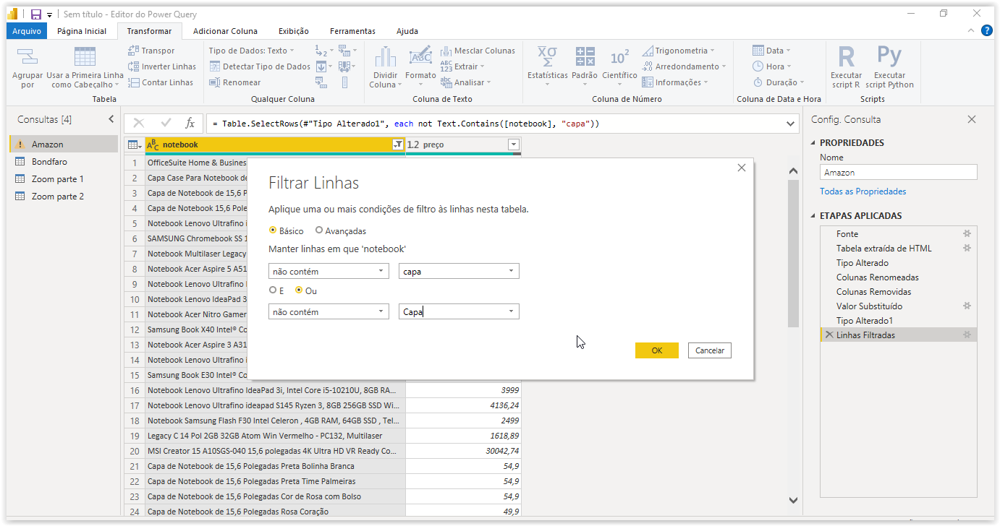 Sem título - Editor do Power Query
Arquivo Página Inicial Transformar Adicionar Coluna Exibição Ferramentas Ajuda
Agrupar por
Usar a Primeira Linha como Cabeçalho
Transpor
Inverter Linhas
Contar Linhas
Tabela
Tipo de Dados: Texto
Detectar Tipo de Dados
Renomear
Qualquer Coluna
Dividir Coluna
Formato
Mesclar Colunas
Extrair
Analisar
Coluna de Texto
Estatísticas
Padrão
Científico
Trigonometria
Arredondamento
Informações
Coluna de Número
Data
Hora
Duração
Coluna de Data e Hora
R
Executar script R
Py
Executar script Python
Scripts
Consultas [4]
Amazon
Bondfaro
Zoom parte 1
Zoom parte 2
fx
= Table.SelectRows(#"Tipo Alterado1", each not Text.Contains([notebook], "capa"))
ABC notebook 1.2 preço
1 OfficeSuite Home & Busines
2 Capa Case Para Notebook de
3 Capa de Notebook de 15,6 P
4 Capa de Notebook 15,6 Pole
5 Notebook Lenovo Ultrafino i
6 SAMSUNG Chromebook SS 1
7 Notebook Multilaser Legacy
8 Notebook Acer Aspire 5 A51
9 Notebook Lenovo Ultrafino
10 Notebook Lenovo IdeaPad 3
11 Notebook Acer Nitro Gamer
12 Samsung Book X40 Intel® Co
13 Notebook Acer Aspire 3 A31
14 Notebook Lenovo Ultrafino i
15 Samsung Book E30 Intel® Co
16 Notebook Lenovo Ultrafino IdeaPad 3i, Intel Core i5-10210U, 8GB RA... 3999
17 Notebook Lenovo Ultrafino ideapad S145 Ryzen 3, 8GB 256GB SSD Wi... 4136,24
18 Notebook Samsung Flash F30 Intel Celeron , 4GB RAM, 64GB SSD , Tel... 2499
19 Legacy C 14 Pol 2GB 32GB Atom Win Vermelho - PC132, Multilaser 1618,89
20 MSI Creator 15 A10SGS-040 15,6 polegadas 4K Ultra HD VR Ready Co... 30042,74
21 Capa de Notebook de 15,6 Polegadas Preta Bolinha Branca 54,9
22 Capa de Notebook de 15,6 Polegadas Preta Time Palmeiras 54,9
23 Capa de Notebook de 15,6 Polegadas Cor de Rosa com Bolso 54,9
24 Capa de Notebook de 15,6 Polegadas Rosa Coração 49,9
Filtrar Linhas
Aplique uma ou mais condições de filtro às linhas nesta tabela.
Básico Avançadas
Manter linhas em que 'notebook'
não contém capa
E Ou
não contém Capa
OK Cancelar
Config. Consulta
PROPRIEDADES
Nome
Amazon
Todas as Propriedades
ETAPAS APLICADAS
Fonte
Tabela extraída de HTML
Tipo Alterado
Colunas Renomeadas
Colunas Removidas
Valor Substituído
Tipo Alterado1
Linhas Filtradas